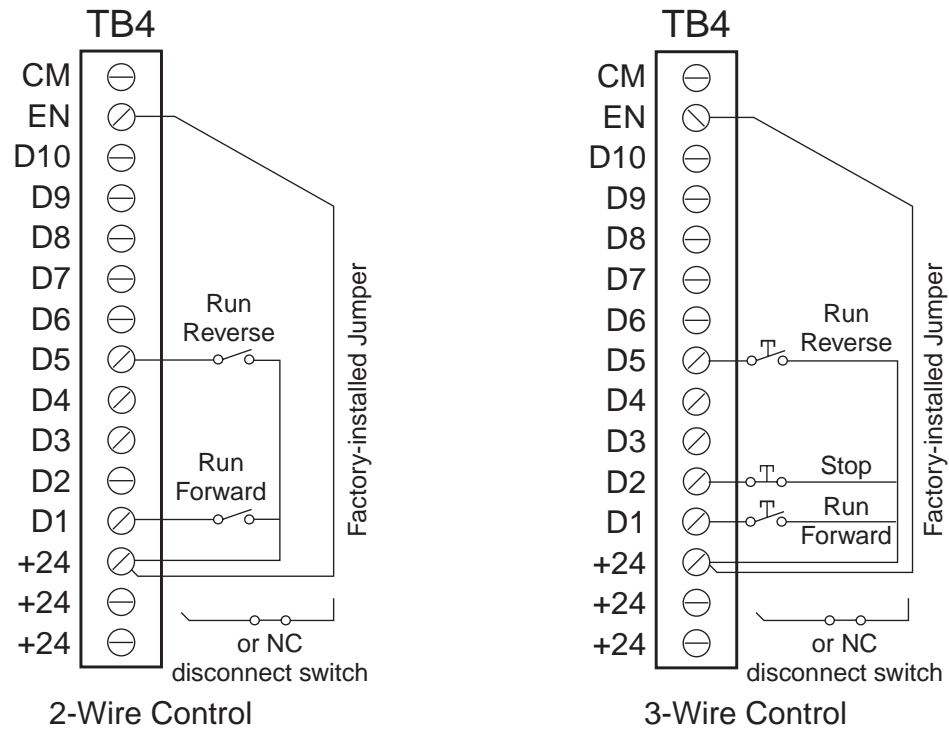 TB4
CM
EN
D10
D9
D8
D7
D6
D5
D4
D3
D2
D1
+24
+24
+24
Run
Reverse
Run
Forward
Factory-installed Jumper
or NC
disconnect switch
2-Wire Control
TB4
CM
EN
D10
D9
D8
D7
D6
D5
D4
D3
D2
D1
+24
+24
+24
Run
Reverse
Stop
Run
Forward
Factory-installed Jumper
or NC
disconnect switch
3-Wire Control